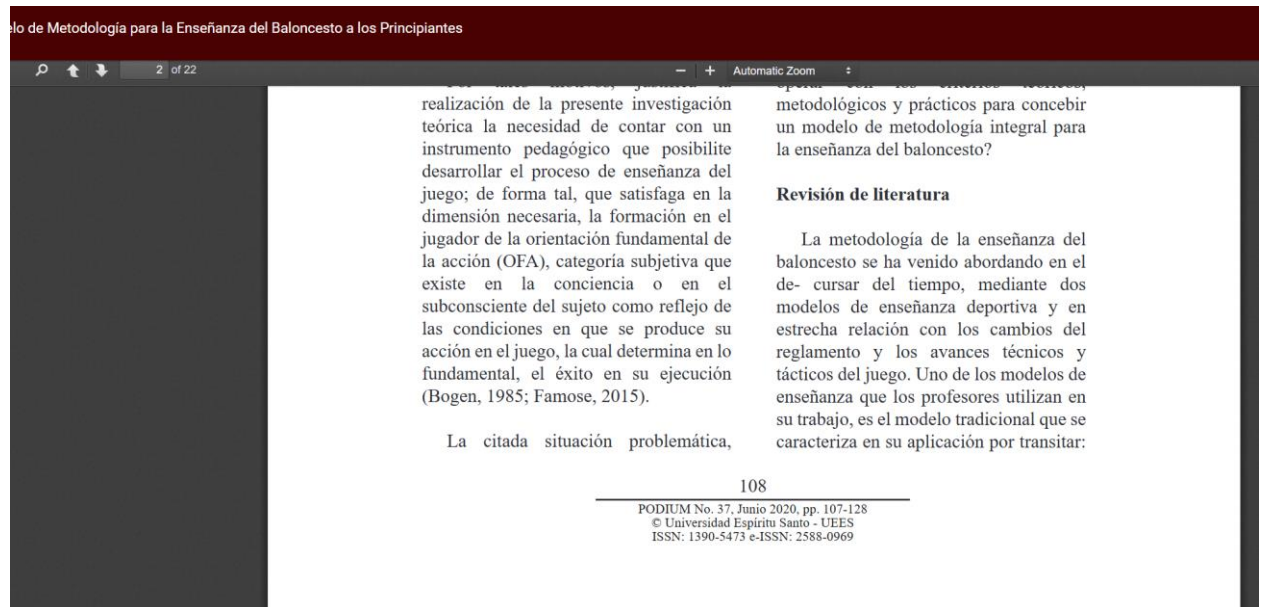 elo de Metodología para la Enseñanza del Baloncesto a los Principiantes
2 of 22
Automatic Zoom
realización de la presente investigación
teórica la necesidad de contar con un
instrumento pedagógico que posibilite
desarrollar el proceso de enseñanza del
juego; de forma tal, que satisfaga en la
dimensión necesaria, la formación en el
jugador de la orientación fundamental de
la acción (OFA), categoría subjetiva que
existe en la conciencia o en el
subconsciente del sujeto como reflejo de
las condiciones en que se produce su
acción en el juego, la cual determina en lo
fundamental, el éxito en su ejecución
(Bogen, 1985; Famose, 2015).
La citada situación problemática,
metodológicos y prácticos para concebir
un modelo de metodología integral para
la enseñanza del baloncesto?
Revisión de literatura
La metodología de la enseñanza del
baloncesto se ha venido abordando en el
de- cursar del tiempo, mediante dos
modelos de enseñanza deportiva y en
estrecha relación con los cambios del
reglamento y los avances técnicos y
tácticos del juego. Uno de los modelos de
enseñanza que los profesores utilizan en
su trabajo, es el modelo tradicional que se
caracteriza en su aplicación por transitar:
108
PODIUM No. 37, Junio 2020, pp. 107-128
© Universidad Espíritu Santo - UEES
ISSN: 1390-5473 e-ISSN: 2588-0969